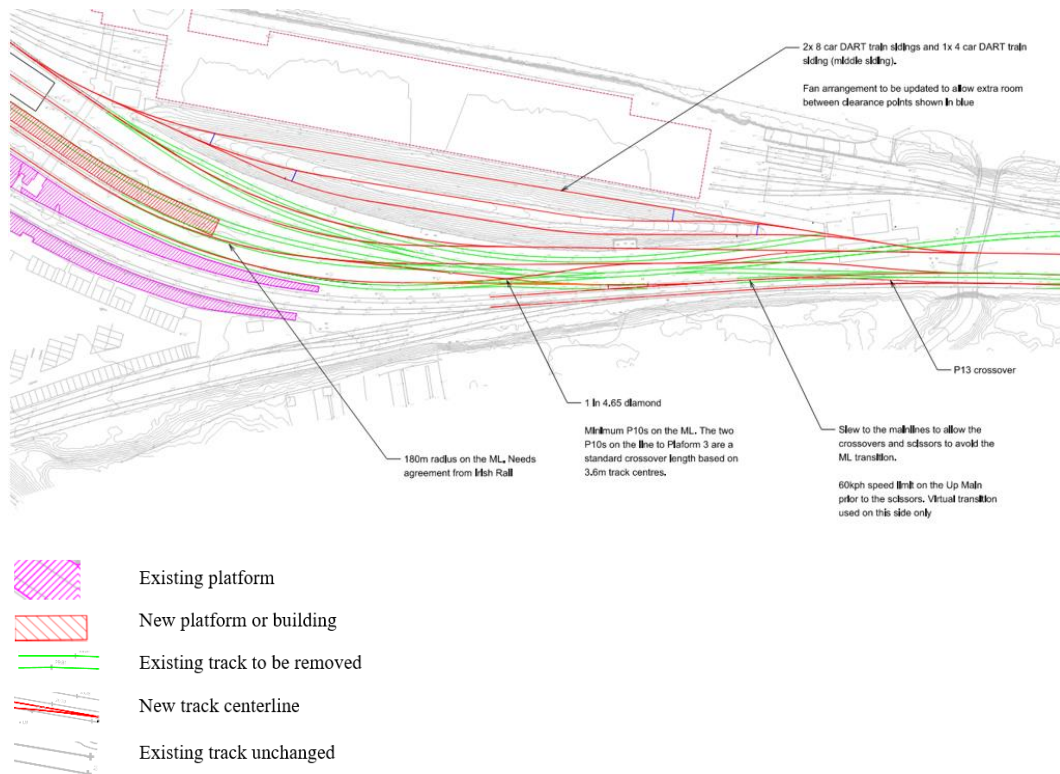 2x 8 car DART train sidings and 1x 4 car DART train
siding (middle siding).
Fan arrangement to be updated to allow extra room
between clearance points shown in blue
P13 crossover
1 in 4.65 diamond
Minimum P10s on the ML. The two
P10s on the line to Plaform 3 are a
standard crossover length based on
3.6m track centres.
180m radius on the ML. Needs
agreement from Irish Rail
Slew to the mainlines to allow the
crossovers and scissors to avoid the
ML transition.
60kph speed limit on the Up Main
prior to the scissors. Virtual transition
used on this side only
Existing platform
New platform or building
Existing track to be removed
New track centerline
Existing track unchanged